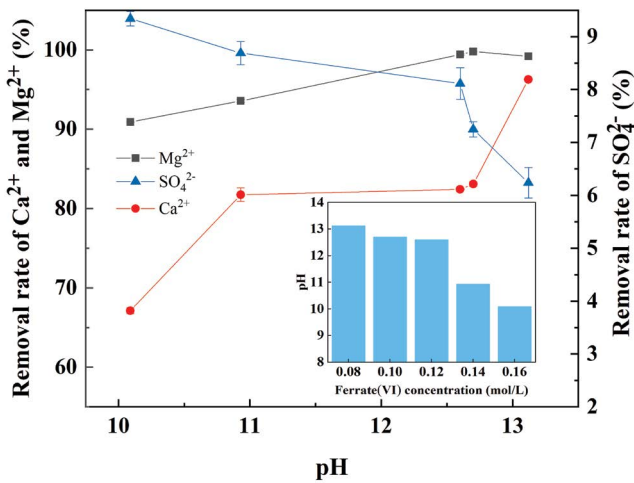 Removal rate of Ca²⁺ and Mg²⁺ (%)
100
90
80
70
60
Mg²⁺
SO₄²⁻
Ca²⁺
10
11
12
13
pH
9
8
7
6
5
4
3
2
Removal rate of SO₄²⁻ (%)
14
13
12
11
10
9
8
pH
0.08 0.10 0.12 0.14 0.16
Ferrate(VI) concentration (mol/L)